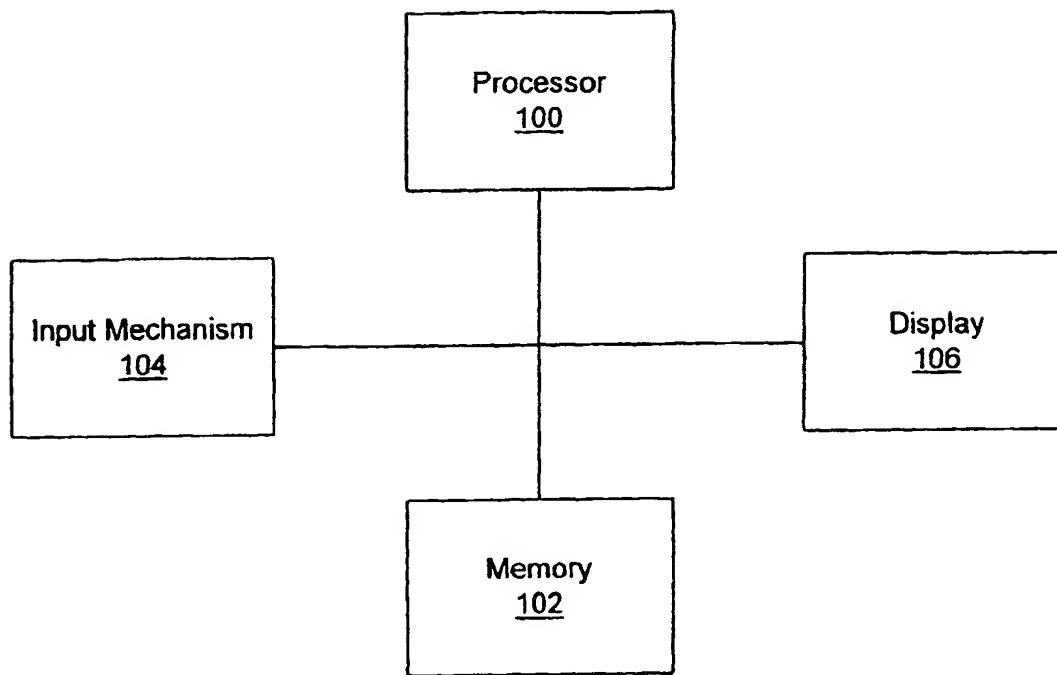 Processor
100
Input Mechanism
104
Display
106
Memory
102